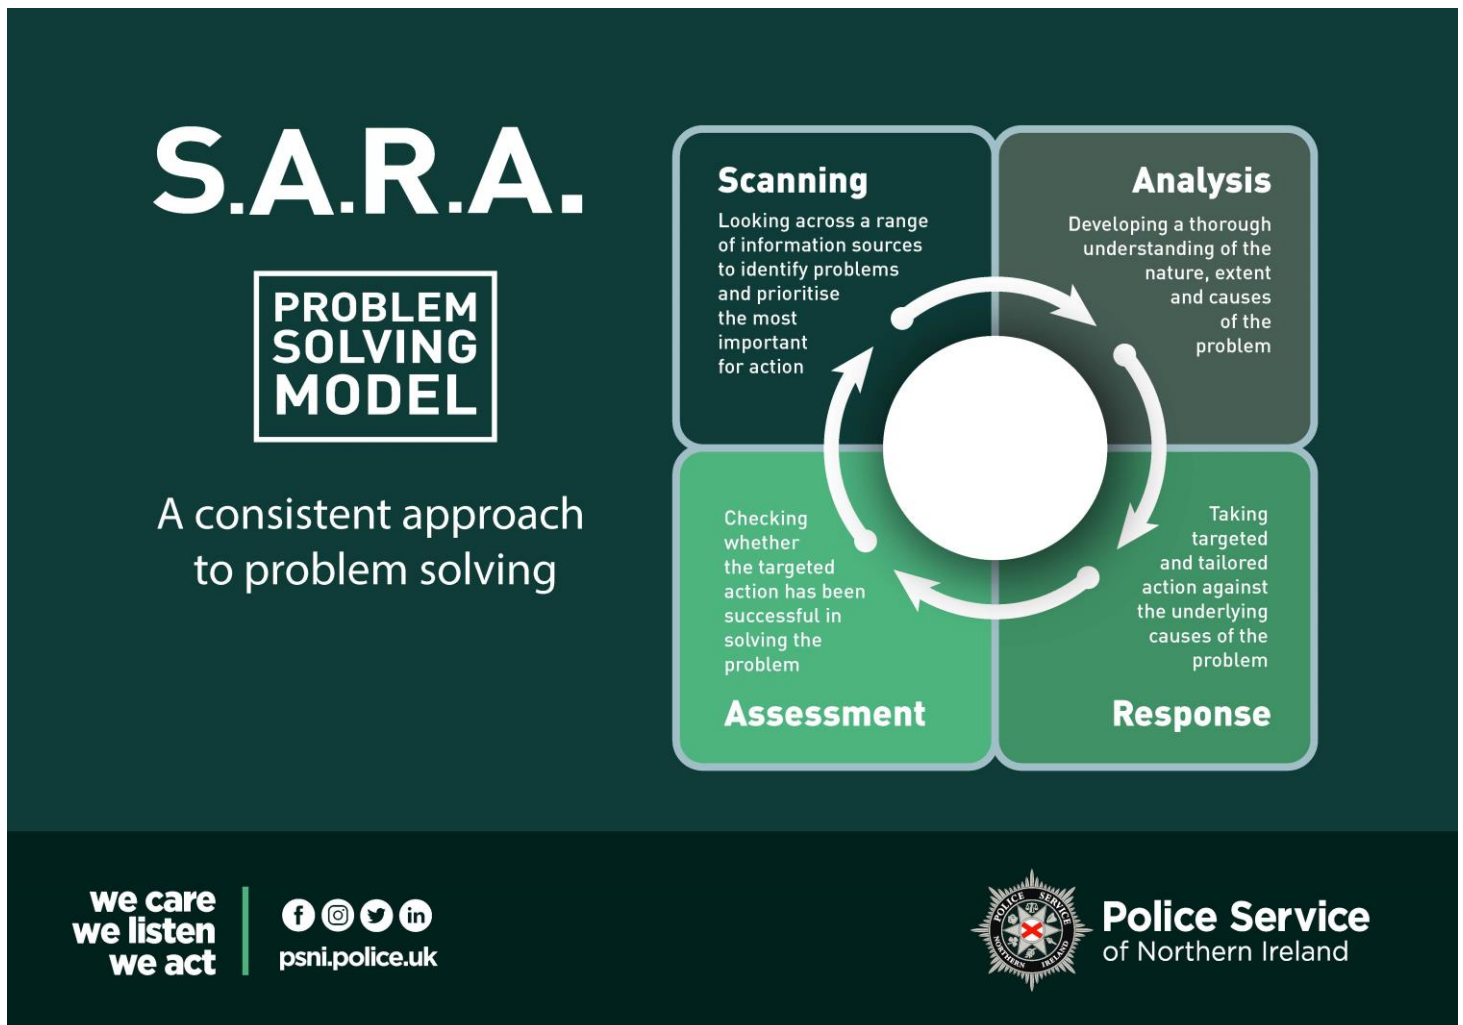 S.A.R.A.
PROBLEM
SOLVING
MODEL
A consistent approach
to problem solving
Scanning
Looking across a range
of information sources
to identify problems
and prioritise
the most
important
for action
Analysis
Developing a thorough
understanding of the
nature, extent
and causes
of the
problem
Checking
whether
the targeted
action has been
successful in
solving the
problem
Assessment
Taking
targeted
and tailored
action against
the underlying
causes of the
problem
Response
we care
we listen
we act
psni.police.uk
POLICE SERVICE
NORTHERN IRELAND
Police Service
of Northern Ireland